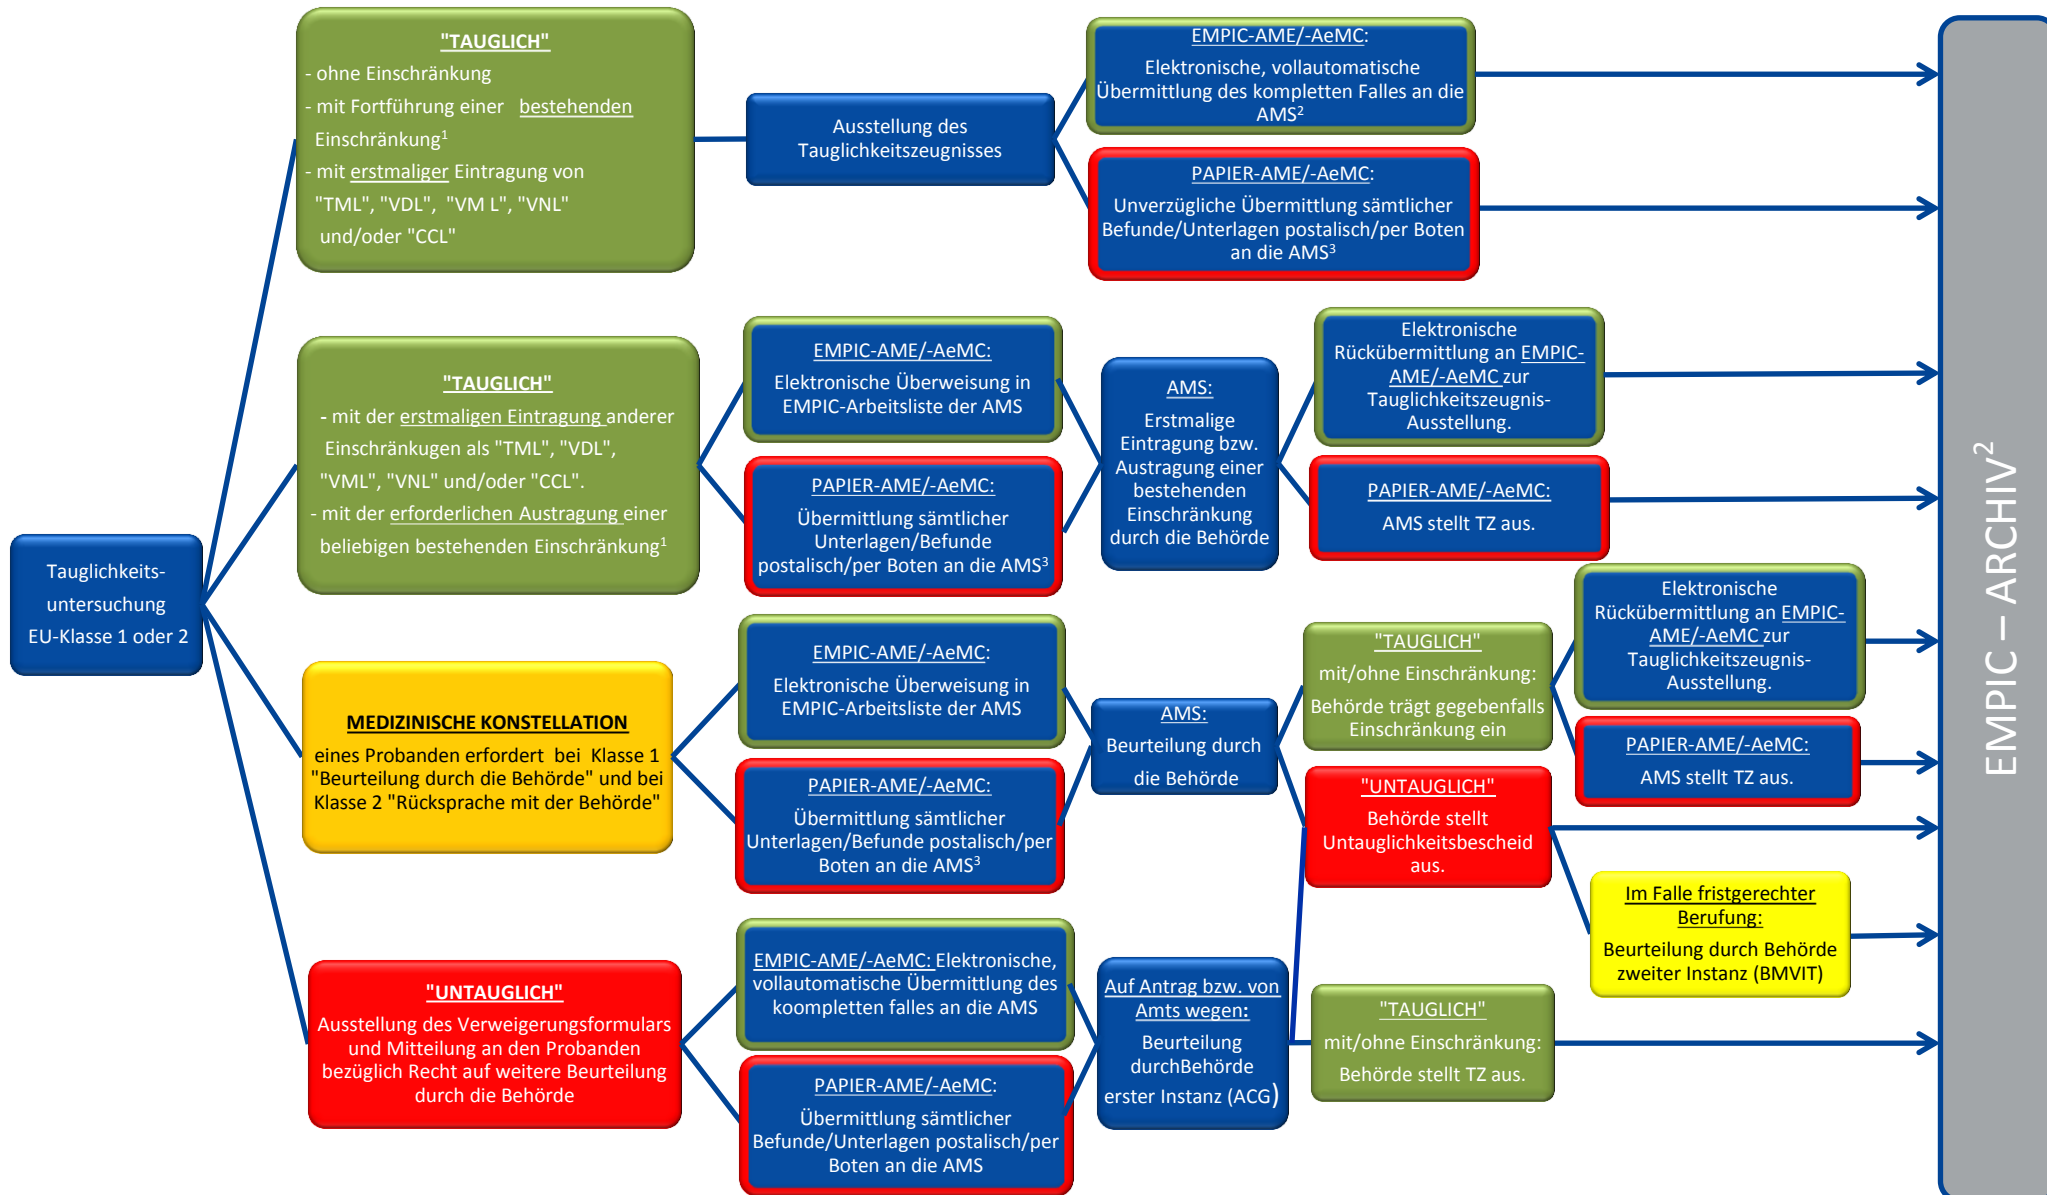 Tauglichkeits-
untersuchung
EU-Klasse 1 oder 2
"TAUGLICH"
- ohne Einschränkung
- mit Fortführung einer bestehenden
Einschränkung¹
- mit erstmaliger Eintragung von
"TML", "VDL", "VM L", "VNL"
und/oder "CCL"
Ausstellung des
Tauglichkeitszeugnisses
EMPIC-AME/-AeMC:
Elektronische, vollautomatische
Übermittlung des kompletten Falles an die
AMS²
PAPIER-AME/-AeMC:
Unverzügliche Übermittlung sämtlicher
Befunde/Unterlagen postalisch/per Boten
an die AMS³
"TAUGLICH"
- mit der erstmaligen Eintragung anderer
Einschränkugen als "TML", "VDL",
"VML", "VNL" und/oder "CCL".
- mit der erforderlichen Austragung einer
beliebigen bestehenden Einschränkung¹
EMPIC-AME/-AeMC:
Elektronische Überweisung in
EMPIC-Arbeitsliste der AMS
PAPIER-AME/-AeMC:
Übermittlung sämtlicher
Unterlagen/Befunde
postalisch/per Boten an die AMS³
AMS:
Erstmalige
Eintragung bzw.
Austragung einer
bestehenden
Einschränkung
durch die Behörde
Elektronische
Rückübermittlung an EMPIC-
AME/-AeMC zur
Tauglichkeitszeugnis-
Ausstellung.
PAPIER-AME/-AeMC:
AMS stellt TZ aus.
MEDIZINISCHE KONSTELLATION
eines Probanden erfordert bei Klasse 1
"Beurteilung durch die Behörde" und bei
Klasse 2 "Rücksprache mit der Behörde"
EMPIC-AME/-AeMC:
Elektronische Überweisung in
EMPIC-Arbeitsliste der AMS
PAPIER-AME/-AeMC:
Übermittlung sämtlicher
Unterlagen/Befunde postalisch/per
Boten an die AMS³
AMS:
Beurteilung durch
die Behörde
"TAUGLICH"
mit/ohne Einschränkung:
Behörde trägt gegebenfalls
Einschränkung ein
Elektronische
Rückübermittlung an EMPIC-
AME/-AeMC zur
Tauglichkeitszeugnis-
Ausstellung.
PAPIER-AME/-AeMC:
AMS stellt TZ aus.
"UNTAUGLICH"
Behörde stellt
Untauglichkeitsbescheid
aus.
Im Falle fristgerechter
Berufung:
Beurteilung durch Behörde
zweiter Instanz (BMVIT)
"UNTAUGLICH"
Ausstellung des Verweigerungsformulars
und Mitteilung an den Probanden
bezüglich Recht auf weitere Beurteilung
durch die Behörde
EMPIC-AME/-AeMC: Elektronische,
vollautomatische Übermittlung des
koompletten falles an die AMS
PAPIER-AME/-AeMC:
Übermittlung sämtlicher
Befunde/Unterlagen postalisch/per
Boten an die AMS
Auf Antrag bzw. von
Amts wegen:
Beurteilung
durchBehörde
erster Instanz (ACG)
"TAUGLICH"
mit/ohne Einschränkung:
Behörde stellt TZ aus.
EMPIC – ARCHIV²